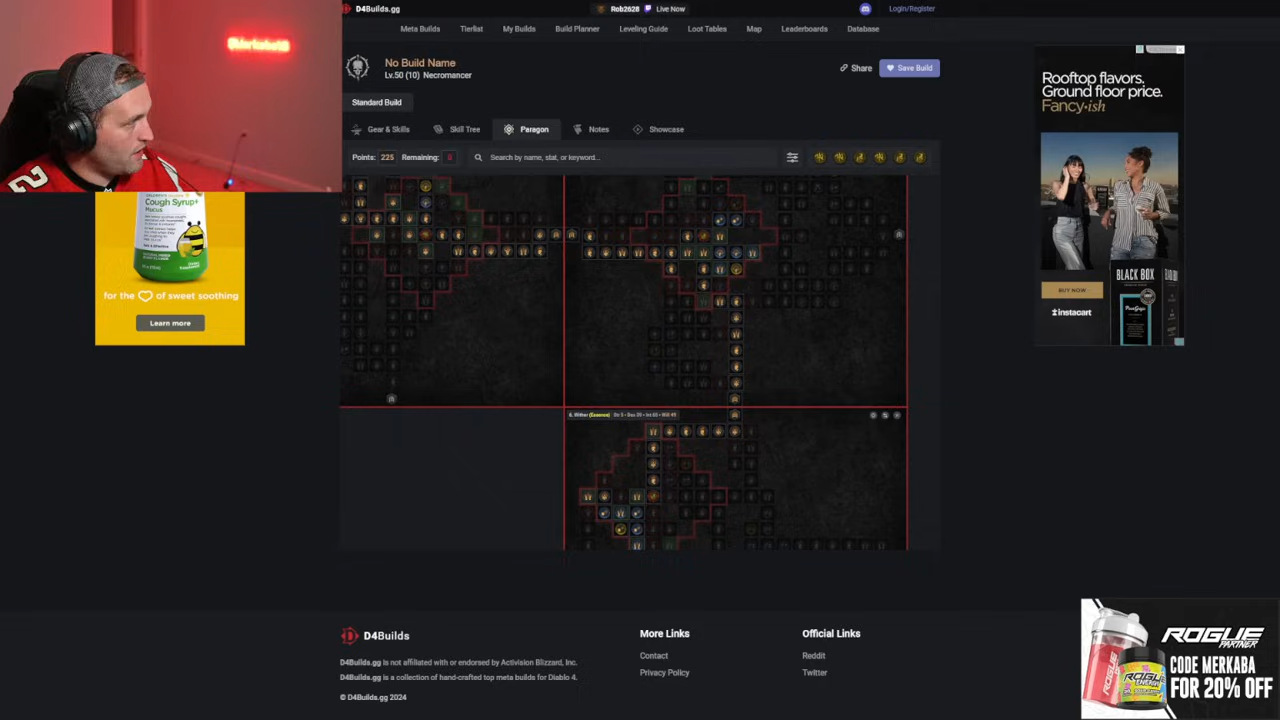 D4Builds.gg
Rob2628 Live Now
Login/Register
Meta Builds Tierlist My Builds Build Planner Leveling Guide Loot Tables Map Leaderboards Database
No Build Name
Lv.50 (10) Necromancer
Share
Save Build
Standard Build
Gear & Skills Skill Tree Paragon Notes Showcase
Points: 225 Remaining: 0
Search by name, stat, or keyword...
Cough Syrup+
Mucus
for the of sweet soothing
Learn more
Rooftop flavors.
Ground floor price.
Fancy-ish
BLACK BOX
BUY NOW
instacart
D4Builds
D4Builds.gg is not affiliated with or endorsed by Activision Blizzard, Inc.
D4Builds.gg is a collection of hand-crafted top meta builds for Diablo 4.
© D4Builds.gg 2024
More Links
Contact
Privacy Policy
Official Links
Reddit
Twitter
ROGUE
PARTNER
CODE MERKABA
FOR 20% OFF